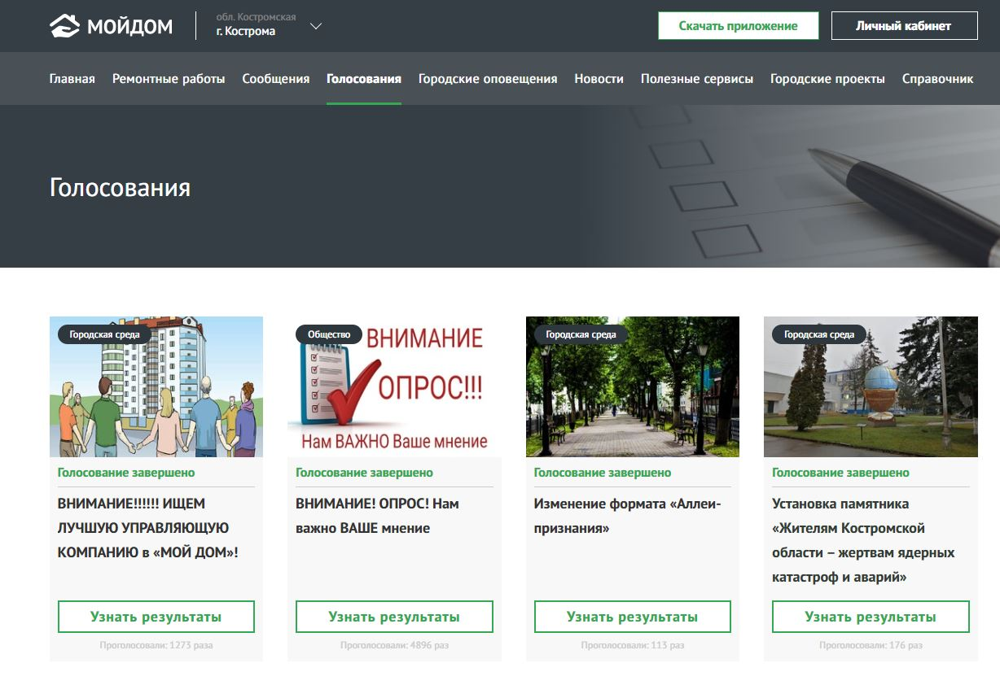 МОЙДОМ
обл. Костромская
г. Кострома
Скачать приложение
Личный кабинет
Главная Ремонтные работы Сообщения Голосования Городские оповещения Новости Полезные сервисы Городские проекты Справочник
Голосования
Городская среда
Голосование завершено
ВНИМАНИЕ!!!!!! ИЩЕМ
ЛУЧШУЮ УПРАВЛЯЮЩУЮ
КОМПАНИЮ в «МОЙ ДОМ»!
Узнать результаты
Проголосовали: 1273 раза
Общество
ВНИМАНИЕ
ОПРОС!!!
Нам ВАЖНО Ваше мнение
Голосование завершено
ВНИМАНИЕ! ОПРОС! Нам
важно ВАШЕ мнение
Узнать результаты
Проголосовали: 4896 раз
Городская среда
Голосование завершено
Изменение формата «Аллеи-
признания»
Узнать результаты
Проголосовали: 113 раз
Городская среда
Голосование завершено
Установка памятника
«Жителям Костромской
области – жертвам ядерных
катастроф и аварий»
Узнать результаты
Проголосовали: 176 раз